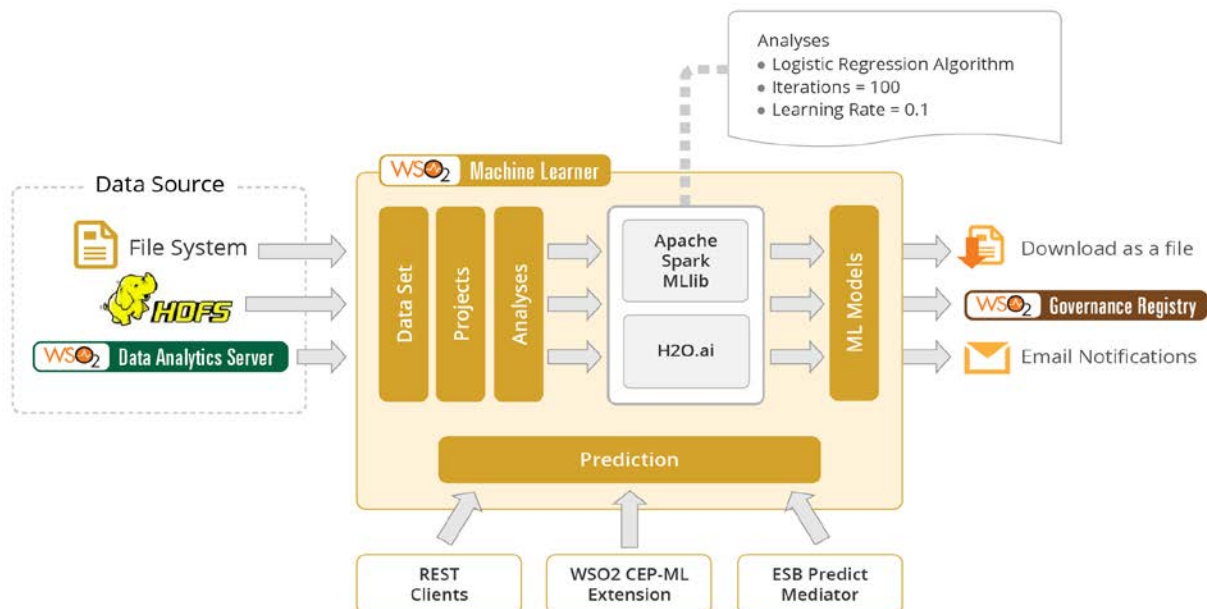 Analyses
• Logistic Regression Algorithm
• Iterations = 100
• Learning Rate = 0.1
WSO2 Machine Learner
Data Source
File System
HDFS
WSO2 Data Analytics Server
Data Set
Projects
Analyses
Apache
Spark
MLlib
H2O.ai
ML Models
Download as a file
WSO2 Governance Registry
Email Notifications
Prediction
REST
Clients
WSO2 CEP-ML
Extension
ESB Predict
Mediator